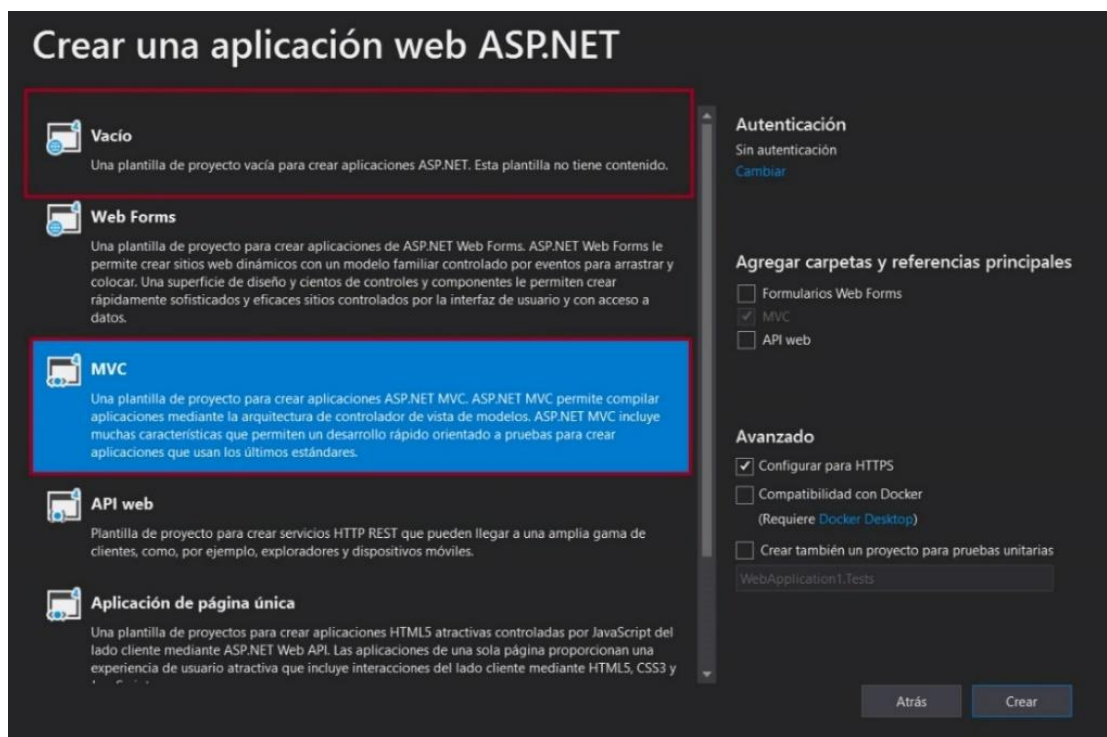 Crear una aplicación web ASP.NET
Vacío
Una plantilla de proyecto vacía para crear aplicaciones ASP.NET. Esta plantilla no tiene contenido.
Web Forms
Una plantilla de proyecto para crear aplicaciones de ASP.NET Web Forms. ASP.NET Web Forms le
permite crear sitios web dinámicos con un modelo familiar controlado por eventos para arrastrar y
colocar. Una superficie de diseño y cientos de controles y componentes le permiten crear
rápidamente sofisticados y eficaces sitios controlados por la interfaz de usuario y con acceso a
datos.
MVC
Una plantilla de proyecto para crear aplicaciones ASP.NET MVC. ASP.NET MVC permite compilar
aplicaciones mediante la arquitectura de controlador de vista de modelos. ASP.NET MVC incluye
muchas características que permiten un desarrollo rápido orientado a pruebas para crear
aplicaciones que usan los últimos estándares.
API web
Plantilla de proyecto para crear servicios HTTP REST que pueden llegar a una amplia gama de
clientes, como, por ejemplo, exploradores y dispositivos móviles.
Aplicación de página única
Una plantilla de proyectos para crear aplicaciones HTML5 atractivas controladas por JavaScript del
lado cliente mediante ASP.NET Web API. Las aplicaciones de una sola página proporcionan una
experiencia de usuario atractiva que incluye interacciones del lado cliente mediante HTML5, CSS3 y
Autenticación
Sin autenticación
Cambiar
Agregar carpetas y referencias principales
Formularios Web Forms
MVC
API web
Avanzado
Configurar para HTTPS
Compatibilidad con Docker
(Requiere Docker Desktop)
Crear también un proyecto para pruebas unitarias
WebApplication1.Tests
Atrás
Crear